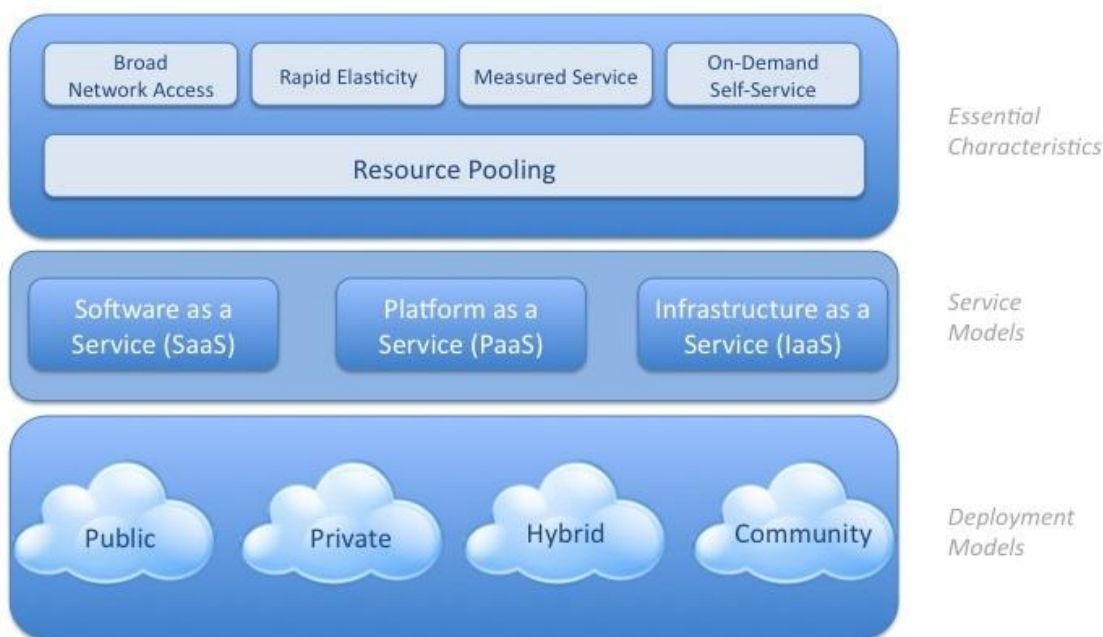 Broad
Network Access
Rapid Elasticity
Measured Service
On-Demand
Self-Service
Resource Pooling
Essential
Characteristics
Software as a
Service (SaaS)
Platform as a
Service (PaaS)
Infrastructure as a
Service (IaaS)
Service
Models
Public
Private
Hybrid
Community
Deployment
Models